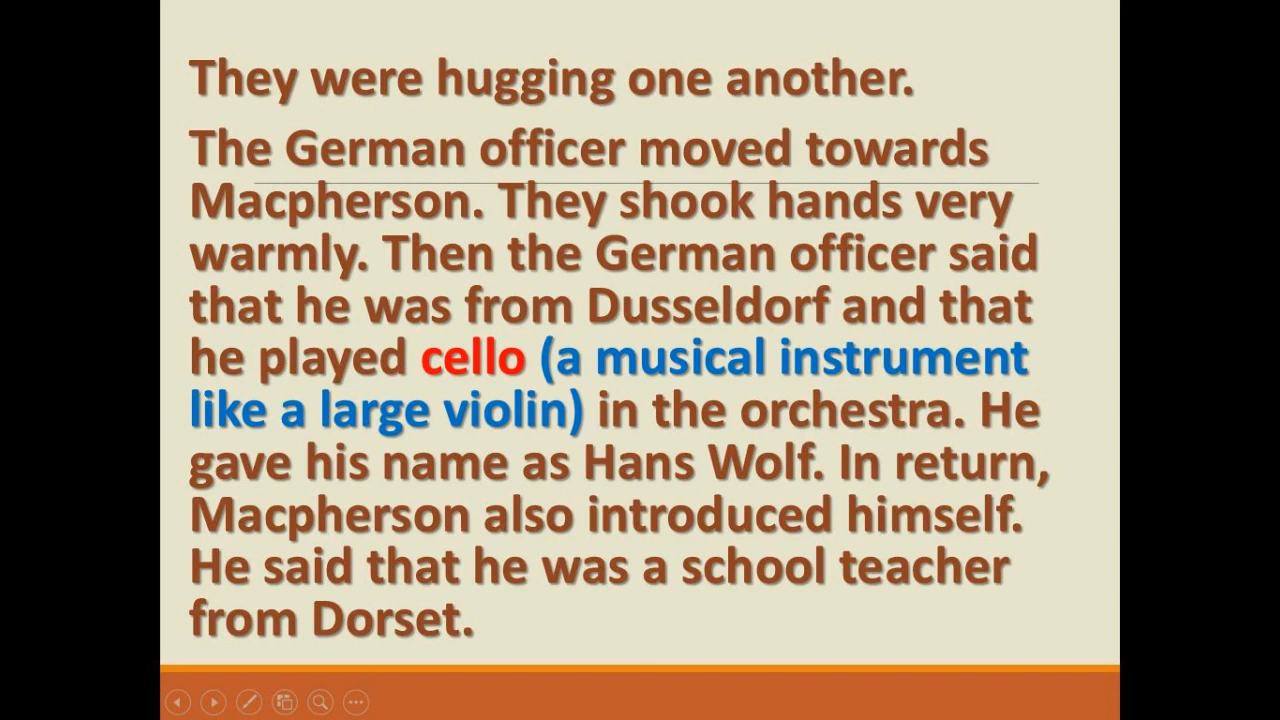 They were hugging one another.
The German officer moved towards
Macpherson. They shook hands very
warmly. Then the German officer said
that he was from Dusseldorf and that
he played cello (a musical instrument
like a large violin) in the orchestra. He
gave his name as Hans Wolf. In return,
Macpherson also introduced himself.
He said that he was a school teacher
from Dorset.